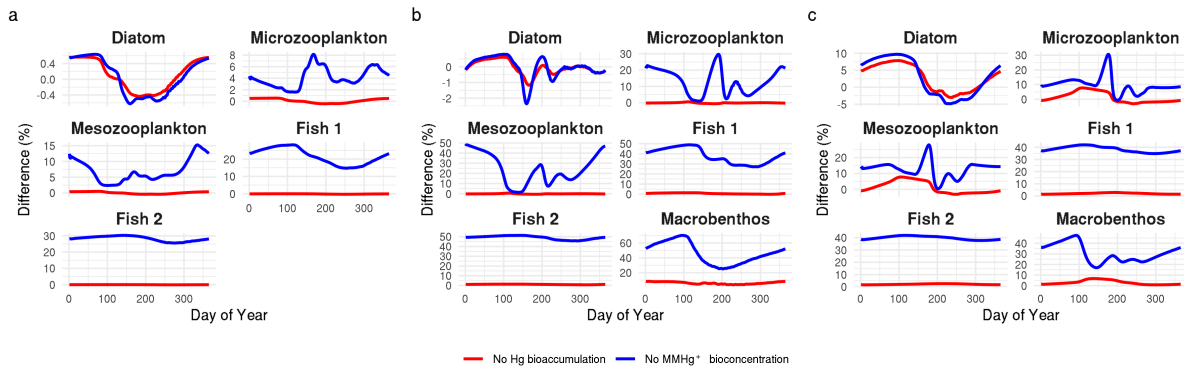 a
Diatom
Microzooplankton
0.4
0.0
-0.4
8
6
4
2
0
Mesozooplankton
Fish 1
15
10
5
0
20
10
0
0 100 200 300
Fish 2
30
20
10
0
0 100 200 300
Difference (%)
Day of Year
b
Diatom
Microzooplankton
0
-1
-2
30
20
10
0
Mesozooplankton
Fish 1
50
40
30
20
10
0
50
40
30
20
10
0
Fish 2
Macrobenthos
50
40
30
20
10
0
60
40
20
0 100 200 300
0 100 200 300
Difference (%)
Day of Year
c
Diatom
Microzooplankton
10
5
0
-5
30
20
10
0
Mesozooplankton
Fish 1
20
10
0
40
30
20
10
0
Fish 2
Macrobenthos
40
30
20
10
0
40
30
20
10
0
0 100 200 300
0 100 200 300
Difference (%)
Day of Year
No Hg bioaccumulation
No MMHg⁺ bioconcentration